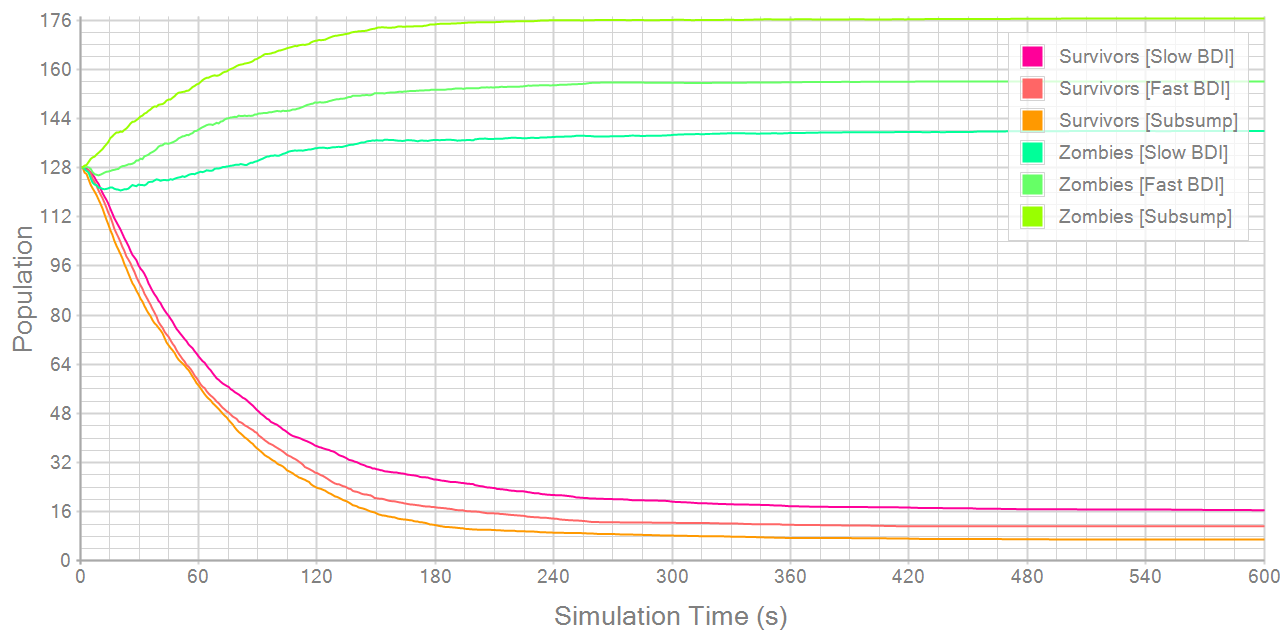 176
160
144
128
112
96
80
64
48
32
16
0
Population
Survivors [Slow BDI]
Survivors [Fast BDI]
Survivors [Subsump]
Zombies [Slow BDI]
Zombies [Fast BDI]
Zombies [Subsump]
0 60 120 180 240 300 360 420 480 540 600
Simulation Time (s)